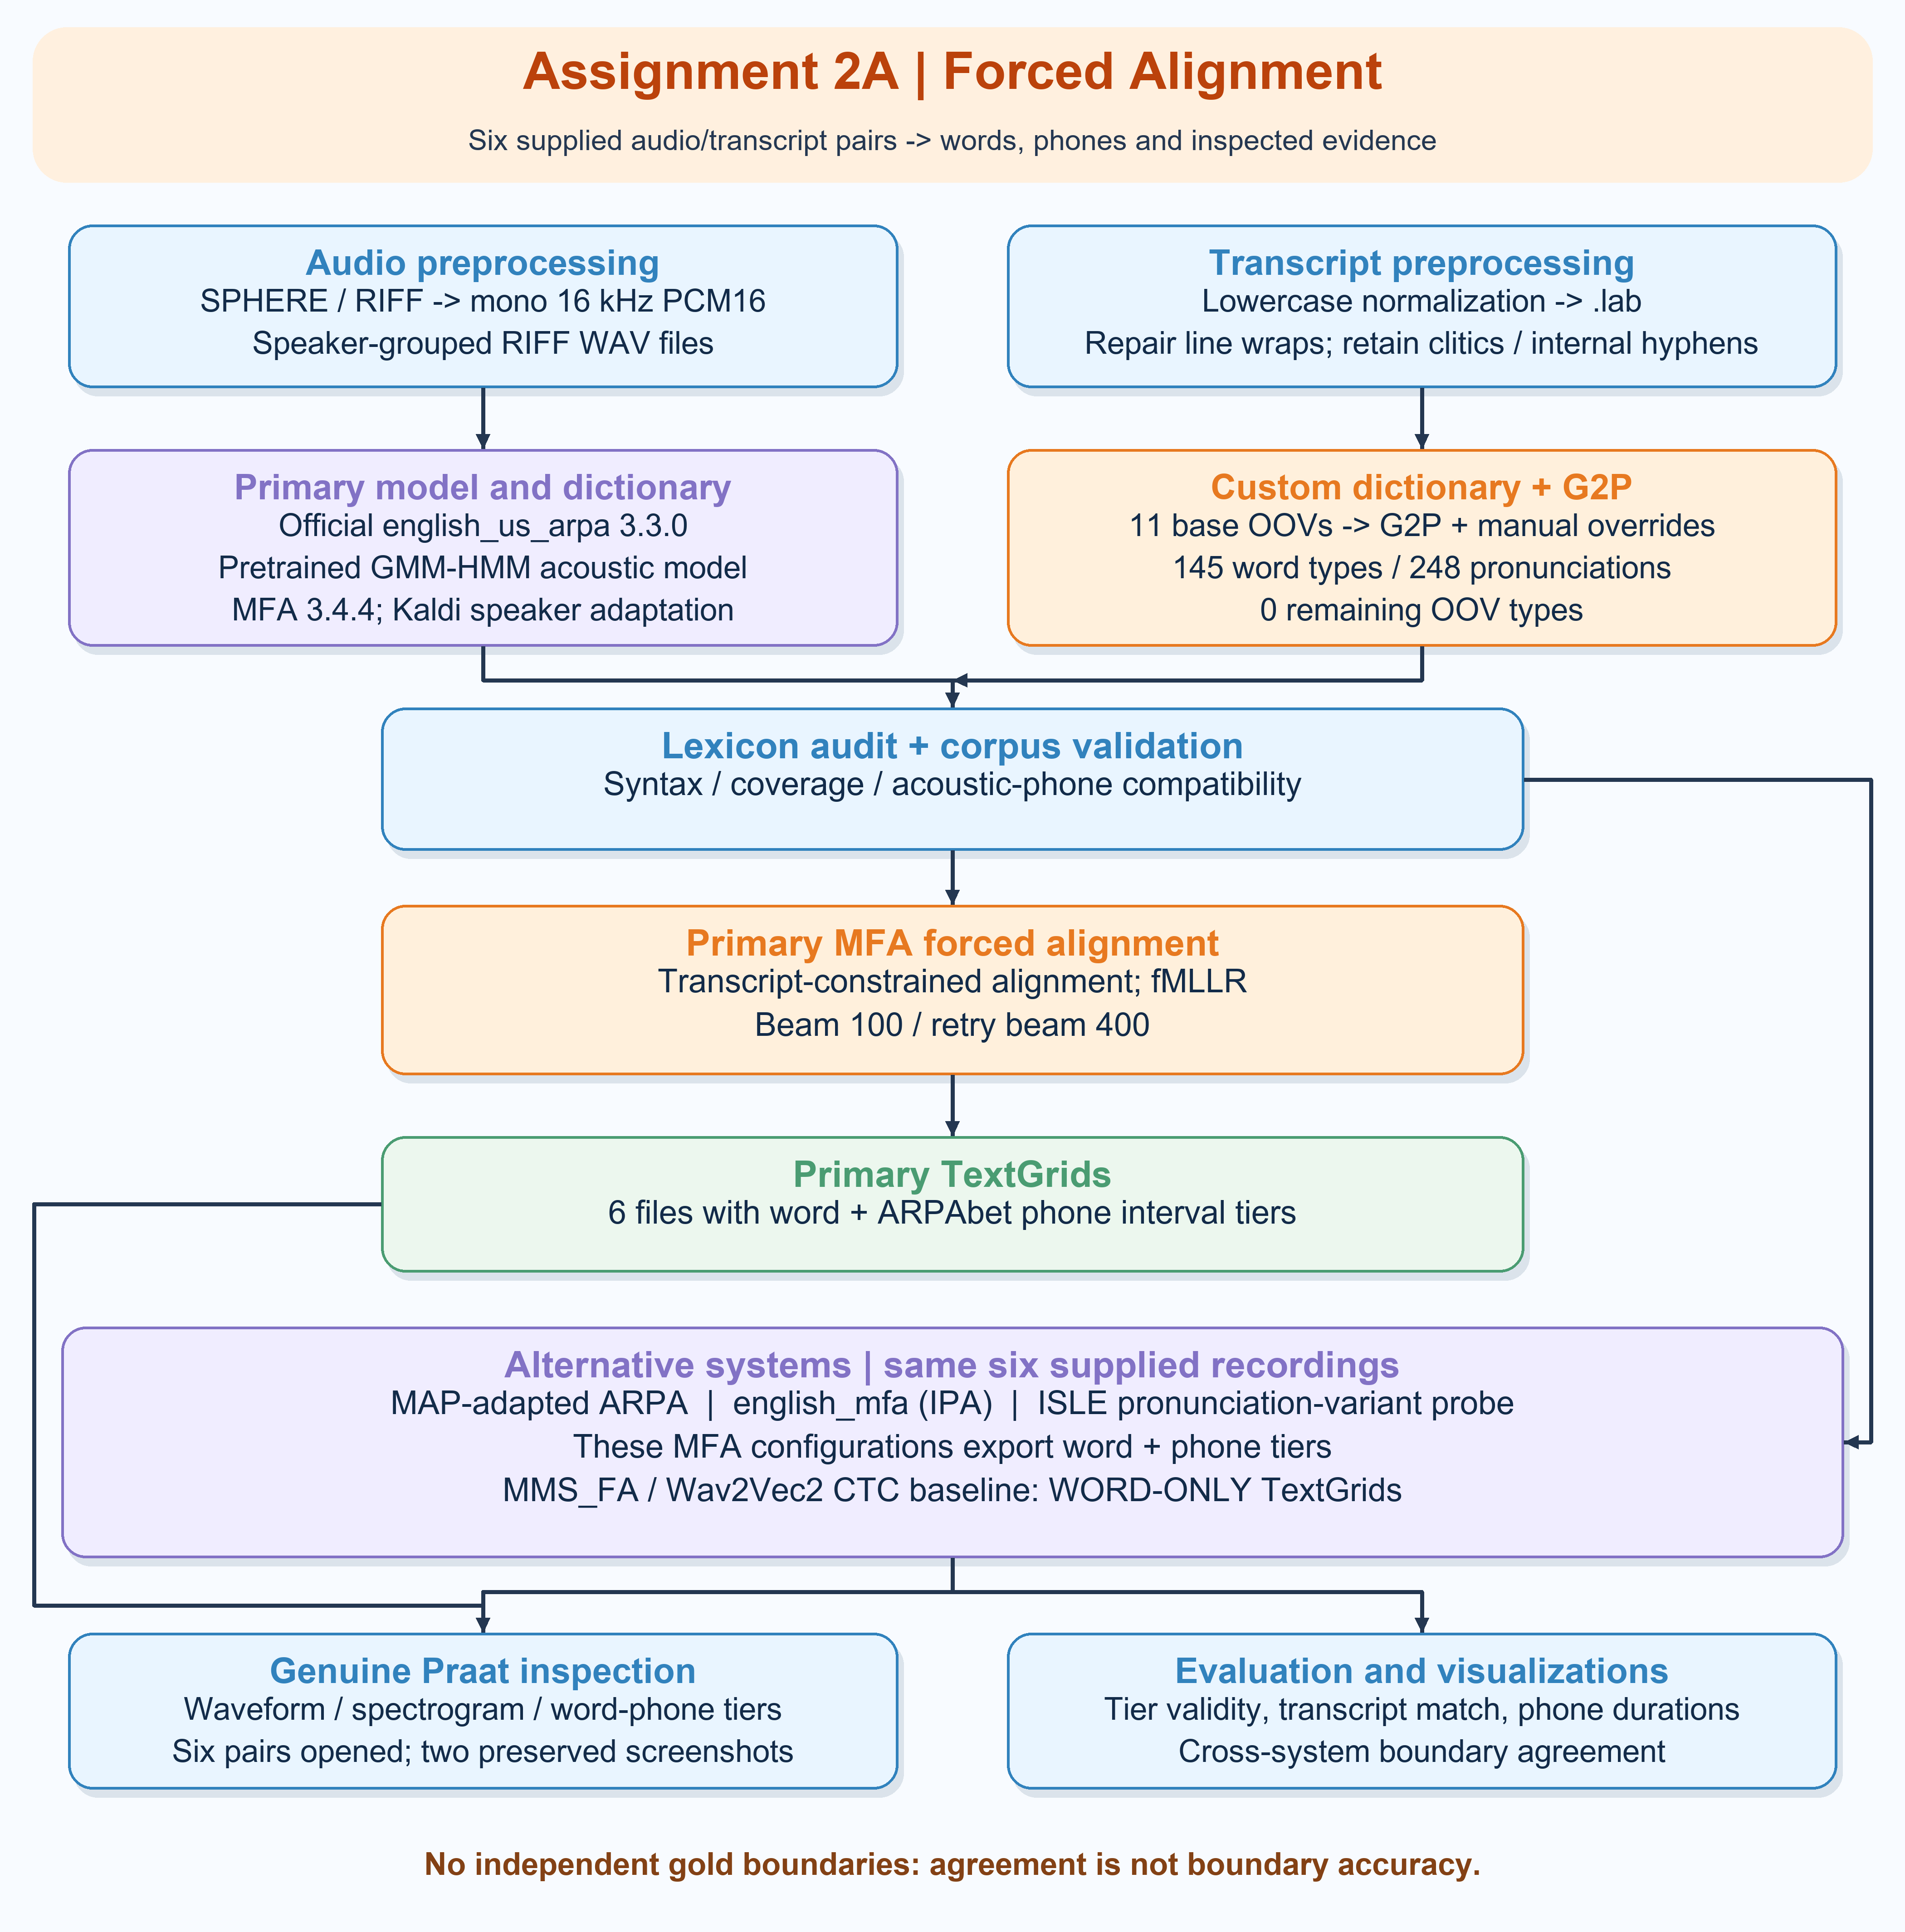 Assignment 2A | Forced Alignment
Six supplied audio/transcript pairs -> words, phones and inspected evidence
Audio preprocessing
SPHERE / RIFF -> mono 16 kHz PCM16
Speaker-grouped RIFF WAV files
Transcript preprocessing
Lowercase normalization -> .lab
Repair line wraps; retain clitics / internal hyphens
Primary model and dictionary
Official english_us_arpa 3.3.0
Pretrained GMM-HMM acoustic model
MFA 3.4.4; Kaldi speaker adaptation
Custom dictionary + G2P
11 base OOVs -> G2P + manual overrides
145 word types / 248 pronunciations
0 remaining OOV types
Lexicon audit + corpus validation
Syntax / coverage / acoustic-phone compatibility
Primary MFA forced alignment
Transcript-constrained alignment; fMLLR
Beam 100 / retry beam 400
Primary TextGrids
6 files with word + ARPAbet phone interval tiers
Alternative systems | same six supplied recordings
MAP-adapted ARPA | english_mfa (IPA) | ISLE pronunciation-variant probe
These MFA configurations export word + phone tiers
MMS_FA / Wav2Vec2 CTC baseline: WORD-ONLY TextGrids
Genuine Praat inspection
Waveform / spectrogram / word-phone tiers
Six pairs opened; two preserved screenshots
Evaluation and visualizations
Tier validity, transcript match, phone durations
Cross-system boundary agreement
No independent gold boundaries: agreement is not boundary accuracy.